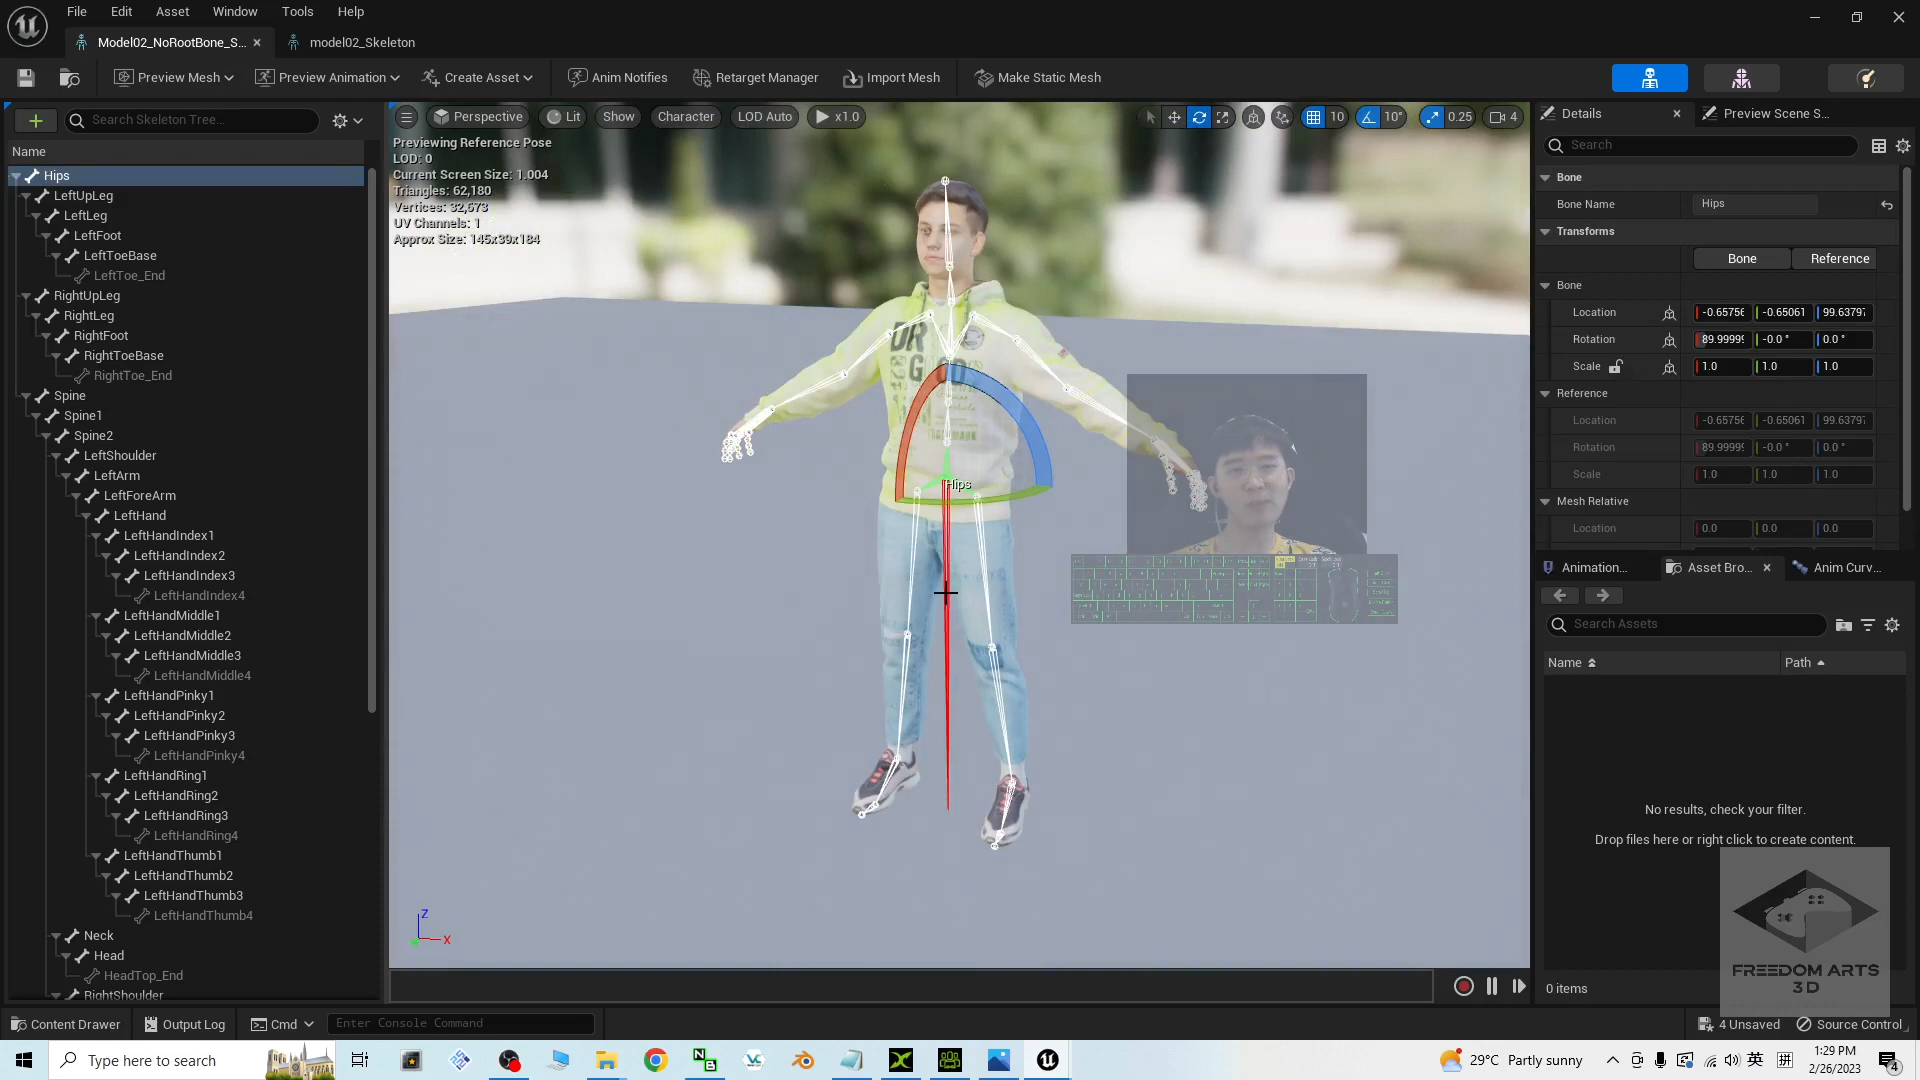 File Edit Asset Window Tools Help
Model02_NoRootBone_S... model02_Skeleton
Preview Mesh Preview Animation Create Asset Anim Notifies Retarget Manager Import Mesh Make Static Mesh
Search Skeleton Tree...
Name
Hips
LeftUpLeg
LeftLeg
LeftFoot
LeftToeBase
LeftToe_End
RightUpLeg
RightLeg
RightFoot
RightToeBase
RightToe_End
Spine
Spine1
Spine2
LeftShoulder
LeftArm
LeftForeArm
LeftHand
LeftHandIndex1
LeftHandIndex2
LeftHandIndex3
LeftHandIndex4
LeftHandMiddle1
LeftHandMiddle2
LeftHandMiddle3
LeftHandMiddle4
LeftHandPinky1
LeftHandPinky2
LeftHandPinky3
LeftHandPinky4
LeftHandRing1
LeftHandRing2
LeftHandRing3
LeftHandRing4
LeftHandThumb1
LeftHandThumb2
LeftHandThumb3
LeftHandThumb4
Neck
Head
HeadTop_End
RightShoulder
Perspective Lit Show Character LOD Auto x1.0 10 10° 0.25 4
Previewing Reference Pose
LOD: 0
Current Screen Size: 1.004
Triangles: 62,180
Vertices: 32,673
UV Channels: 1
Approx Size: 145x39x184
Hips
Z
X
Details Preview Scene S...
Search
Bone
Bone Name Hips
Transforms
Bone Reference
Bone
Location -0.6575 -0.65061 99.6379
Rotation 89.9999 -0.0 ° 0.0 °
Scale 1.0 1.0 1.0
Reference
Location -0.6575 -0.65061 99.6379
Rotation 89.9999 -0.0 ° 0.0 °
Scale 1.0 1.0 1.0
Mesh Relative
Location 0.0 0.0 0.0
Animation... Asset Bro... Anim Curv...
Search Assets
Name Path
No results, check your filter.
Drop files here or right click to create content.
FREEDOM ARTS
3D
0 items
Content Drawer Output Log Cmd Enter Console Command 4 Unsaved Source Control
Type here to search 29°C Partly sunny 英 拼 1:29 PM
2/26/2023 4